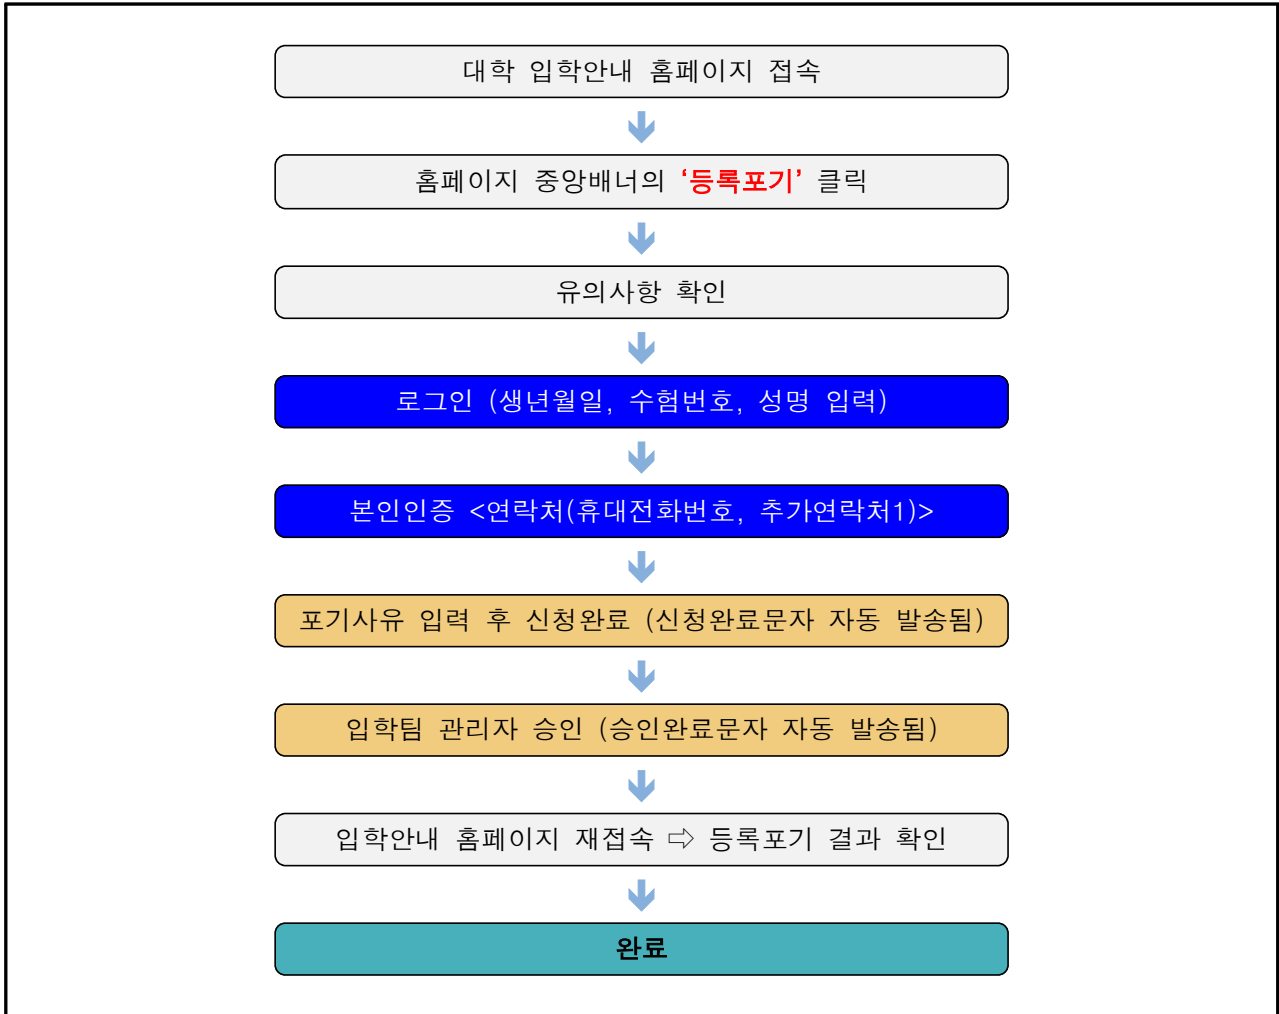 대학 입학안내 홈페이지 접속
홈페이지 중앙배너의 ‘등록포기’ 클릭
유의사항 확인
로그인 (생년월일, 수험번호, 성명 입력)
본인인증 <연락처(휴대전화번호, 추가연락처1)>
포기사유 입력 후 신청완료 (신청완료문자 자동 발송됨)
입학팀 관리자 승인 (승인완료문자 자동 발송됨)
입학안내 홈페이지 재접속 ⇨ 등록포기 결과 확인
완료